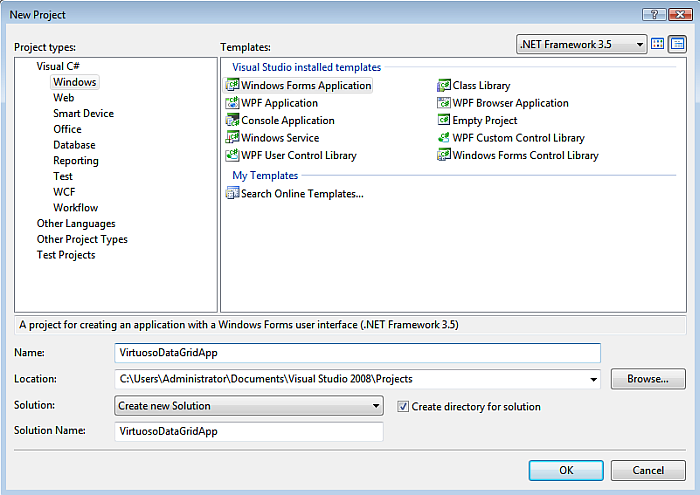 New Project
Project types:
Templates:
.NET Framework 3.5
Visual C#
Windows
Web
Smart Device
Office
Database
Reporting
Test
WCF
Workflow
Other Languages
Other Project Types
Test Projects
Visual Studio installed templates
Windows Forms Application
Class Library
WPF Application
WPF Browser Application
Console Application
Empty Project
Windows Service
WPF Custom Control Library
WPF User Control Library
Windows Forms Control Library
My Templates
Search Online Templates...
A project for creating an application with a Windows Forms user interface (.NET Framework 3.5)
Name:
VirtuosoDataGridApp
Location:
C:\Users\Administrator\Documents\Visual Studio 2008\Projects
Browse...
Solution:
Create new Solution
Create directory for solution
Solution Name:
VirtuosoDataGridApp
OK
Cancel